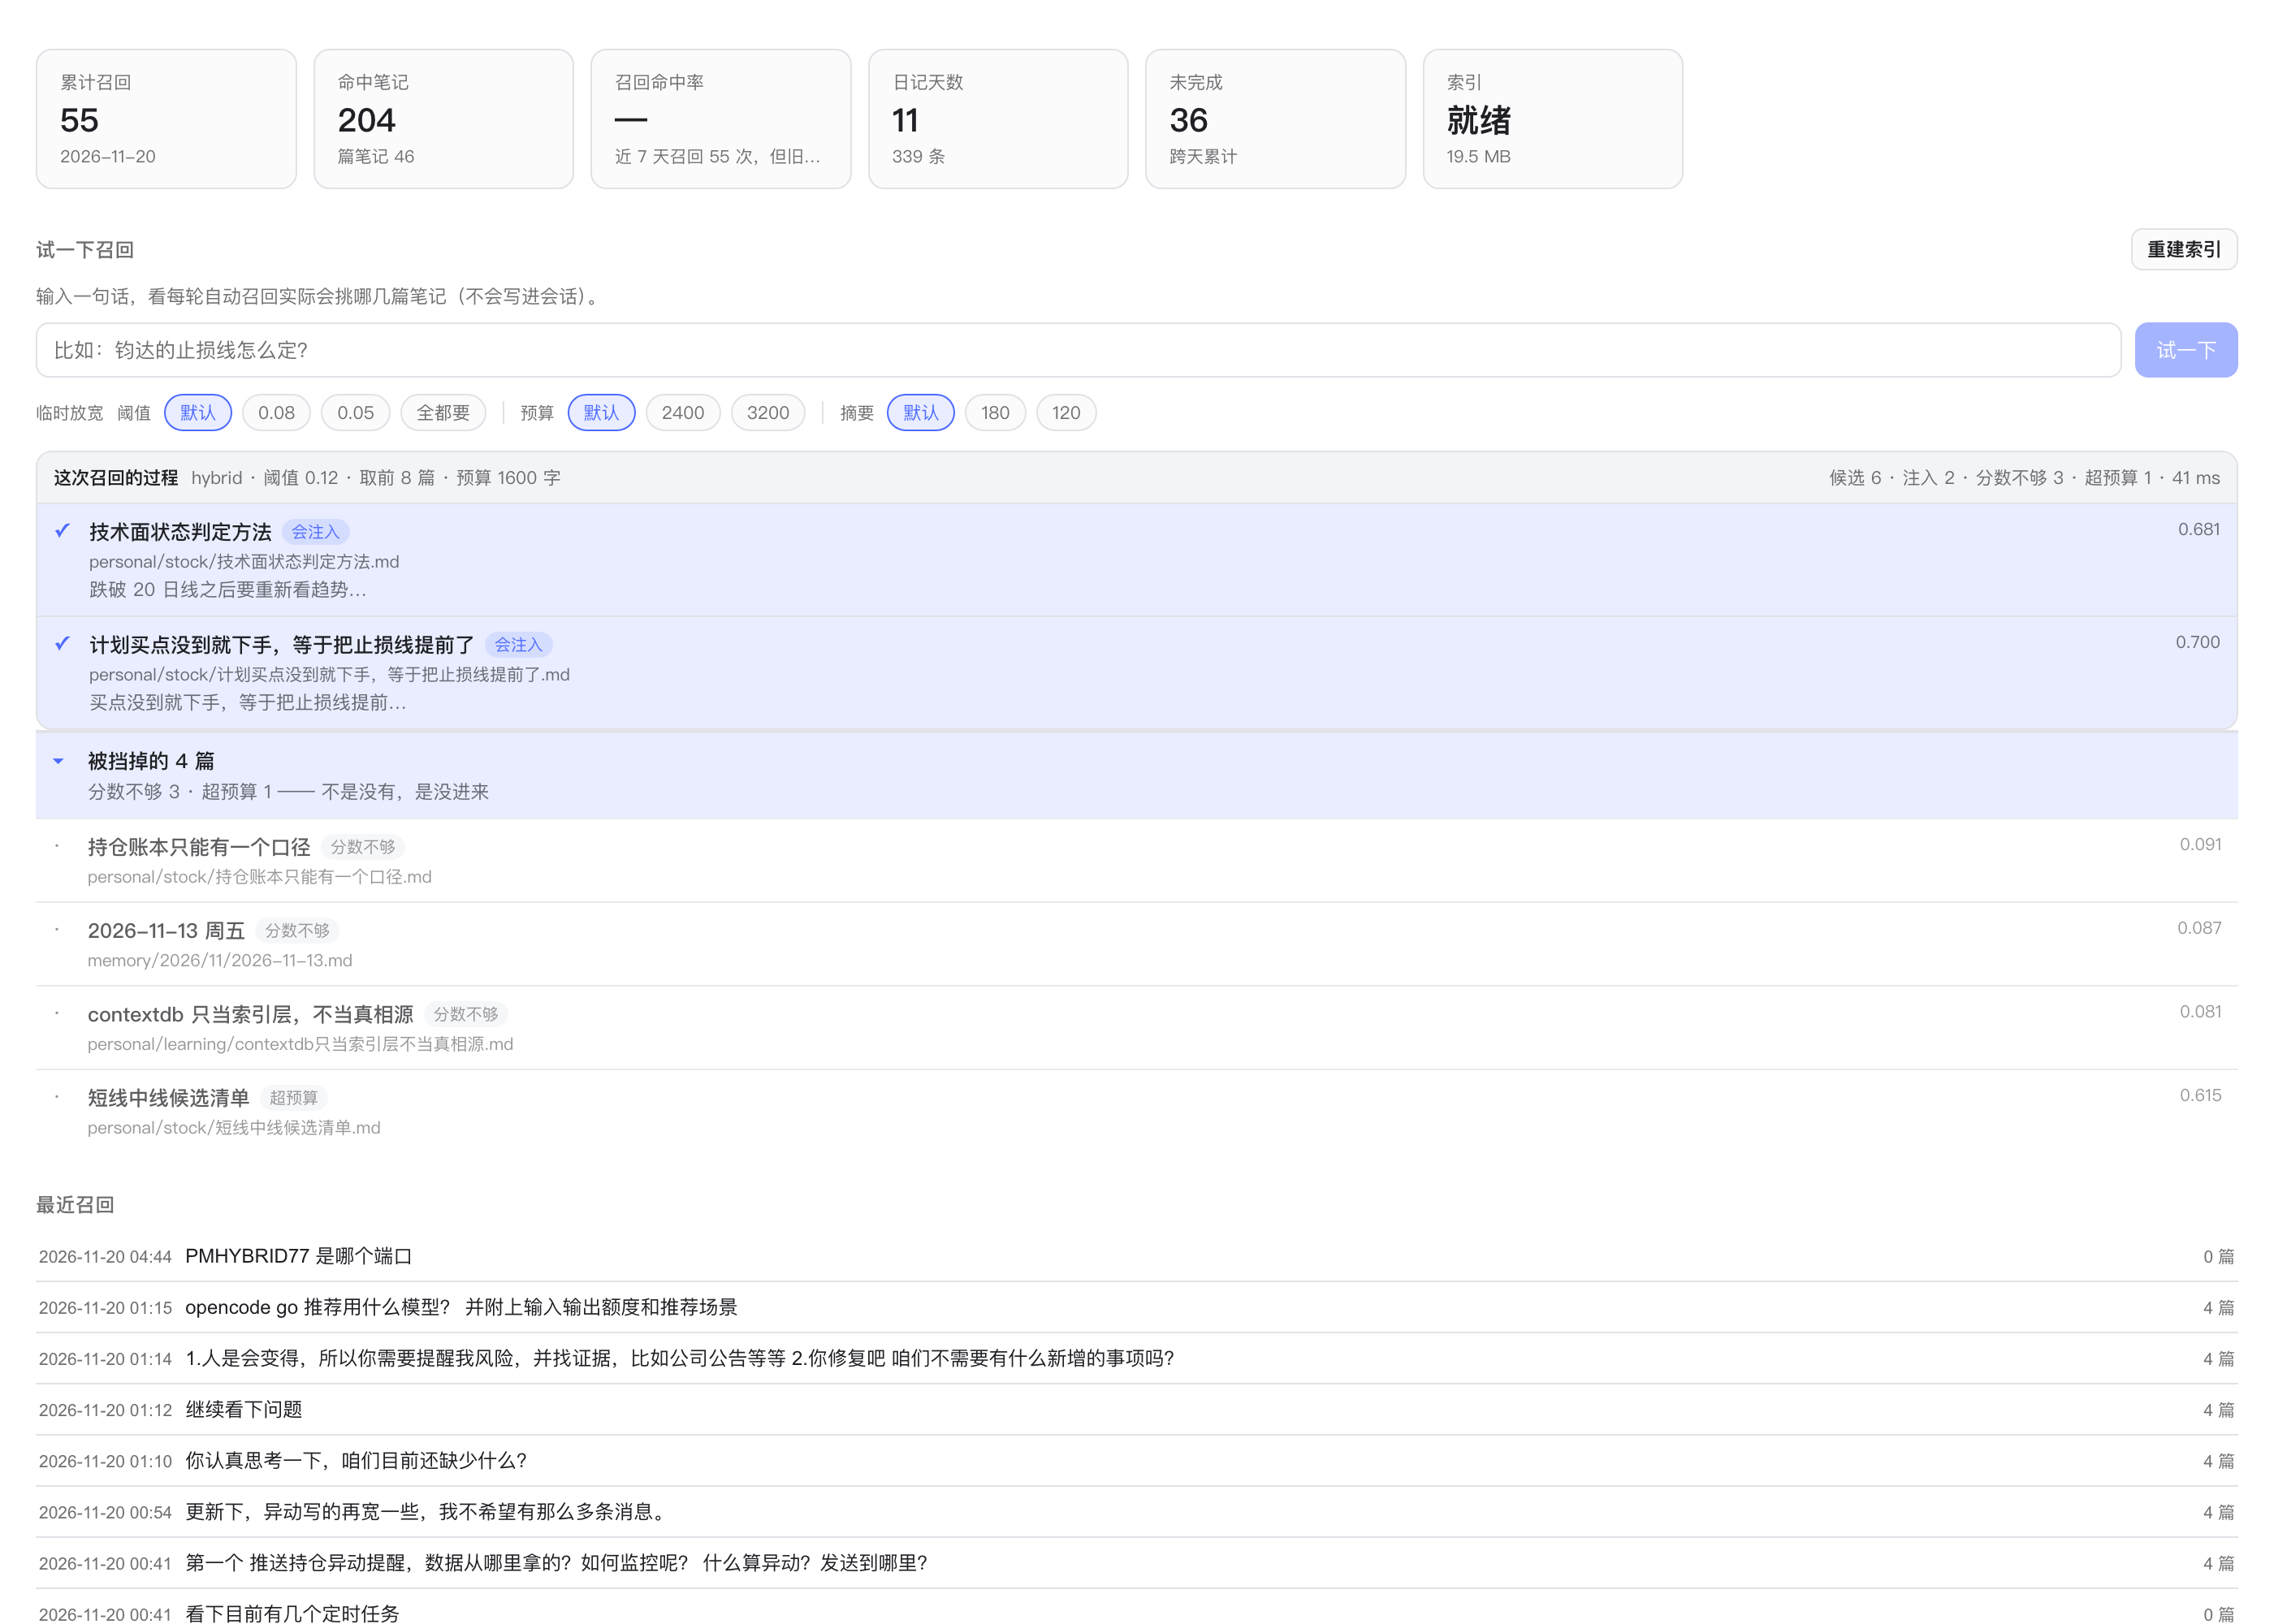 累计召回
55
2026-11-20
命中笔记
204
篇笔记 46
召回命中率
—
近 7 天召回 55 次，但旧…
日记天数
11
339 条
未完成
36
跨天累计
索引
就绪
19.5 MB
试一下召回
重建索引
输入一句话，看每轮自动召回实际会挑哪几篇笔记（不会写进会话）。
比如：钧达的止损线怎么定？
试一下
临时放宽 阈值 默认 0.08 0.05 全都要 预算 默认 2400 3200 摘要 默认 180 120
这次召回的过程 hybrid · 阈值 0.12 · 取前 8 篇 · 预算 1600 字 候选 6 · 注入 2 · 分数不够 3 · 超预算 1 · 41 ms
✓ 技术面状态判定方法 会注入 0.681
personal/stock/技术面状态判定方法.md
跌破 20 日线之后要重新看趋势…
✓ 计划买点没到就下手，等于把止损线提前了 会注入 0.700
personal/stock/计划买点没到就下手，等于把止损线提前了.md
买点没到就下手，等于把止损线提前…
被挡掉的 4 篇
分数不够 3 · 超预算 1 —— 不是没有，是没进来
· 持仓账本只能有一个口径 分数不够 0.091
personal/stock/持仓账本只能有一个口径.md
· 2026-11-13 周五 分数不够 0.087
memory/2026/11/2026-11-13.md
· contextdb 只当索引层，不当真相源 分数不够 0.081
personal/learning/contextdb只当索引层不当真相源.md
· 短线中线候选清单 超预算 0.615
personal/stock/短线中线候选清单.md
最近召回
2026-11-20 04:44 PMHYBRID77 是哪个端口 0 篇
2026-11-20 01:15 opencode go 推荐用什么模型？ 并附上输入输出额度和推荐场景 4 篇
2026-11-20 01:14 1.人是会变得，所以你需要提醒我风险，并找证据，比如公司公告等等 2.你修复吧 咱们不需要有什么新增的事项吗? 4 篇
2026-11-20 01:12 继续看下问题 4 篇
2026-11-20 01:10 你认真思考一下，咱们目前还缺少什么? 4 篇
2026-11-20 00:54 更新下，异动写的再宽一些，我不希望有那么多条消息。 4 篇
2026-11-20 00:41 第一个 推送持仓异动提醒，数据从哪里拿的？如何监控呢？ 什么算异动？发送到哪里? 4 篇
2026-11-20 00:41 看下目前有几个定时任务 0 篇